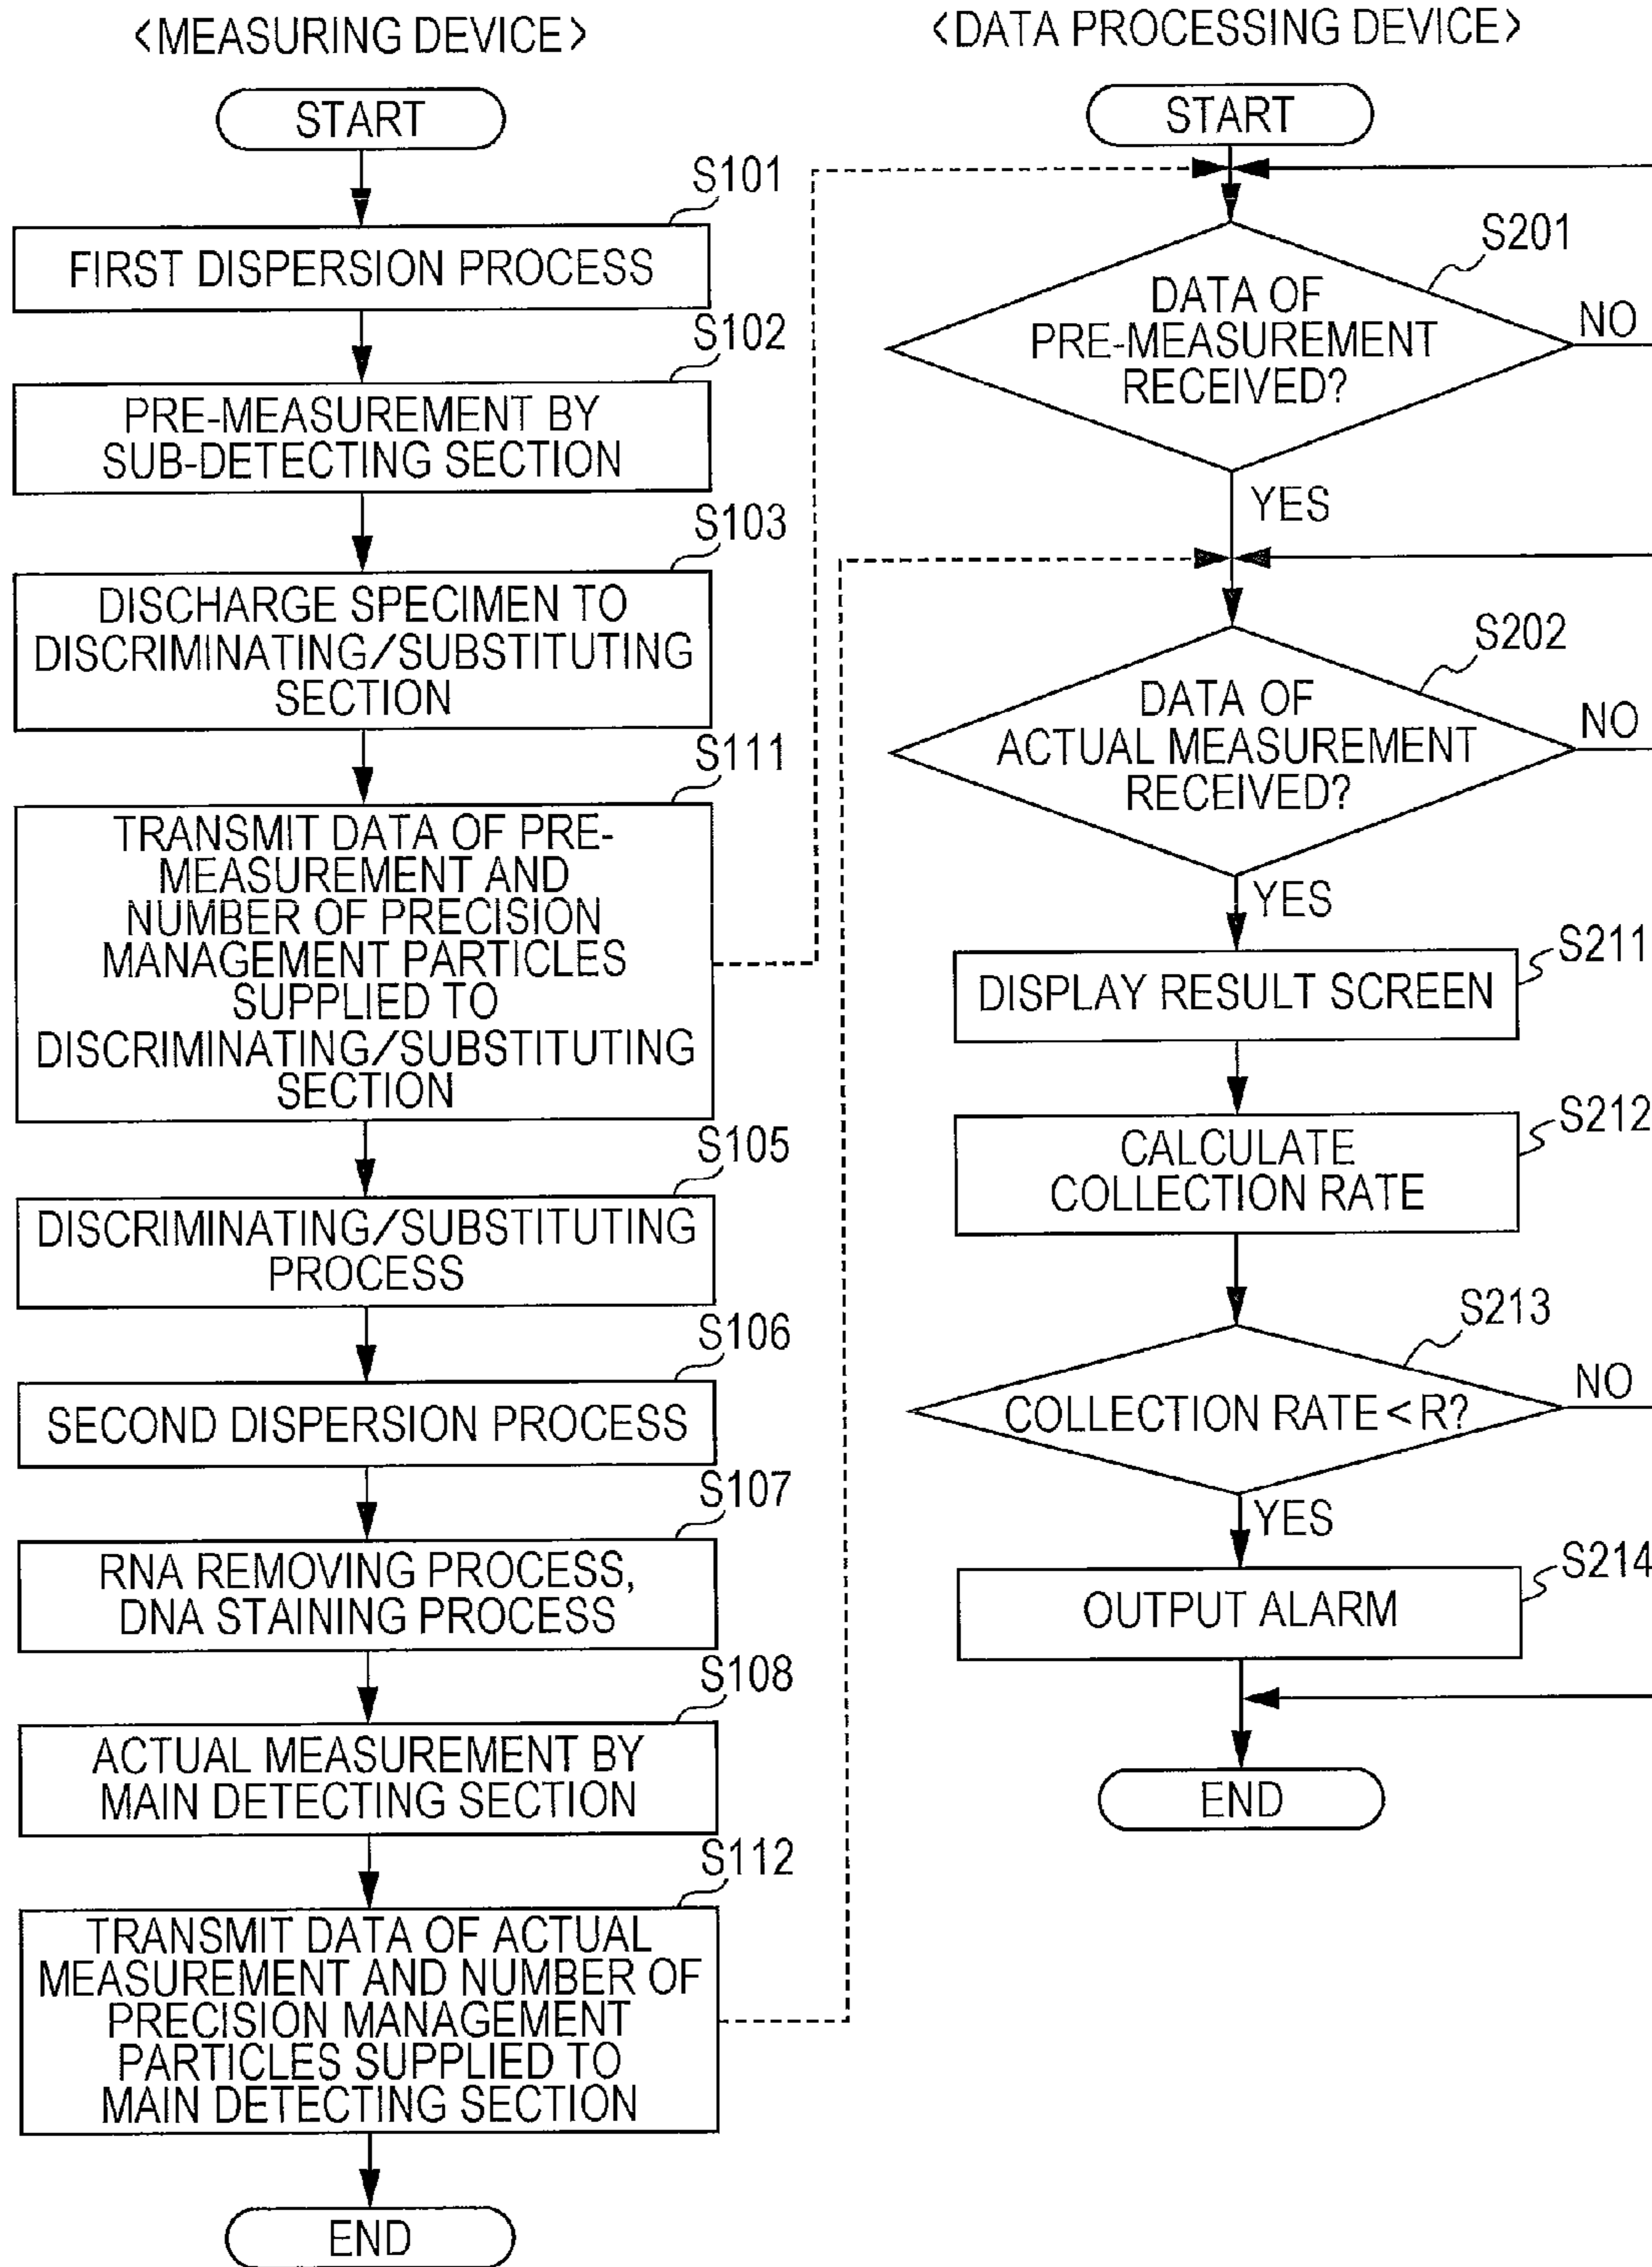 <MEASURING DEVICE>
START
S101
FIRST DISPERSION PROCESS
S102
PRE-MEASUREMENT BY
SUB-DETECTING SECTION
S103
DISCHARGE SPECIMEN TO
DISCRIMINATING/SUBSTITUTING
SECTION
S111
TRANSMIT DATA OF PRE-
MEASUREMENT AND
NUMBER OF PRECISION
MANAGEMENT PARTICLES
SUPPLIED TO
DISCRIMINATING/SUBSTITUTING
SECTION
S105
DISCRIMINATING/SUBSTITUTING
PROCESS
S106
SECOND DISPERSION PROCESS
S107
RNA REMOVING PROCESS,
DNA STAINING PROCESS
S108
ACTUAL MEASUREMENT BY
MAIN DETECTING SECTION
S112
TRANSMIT DATA OF ACTUAL
MEASUREMENT AND NUMBER OF
PRECISION MANAGEMENT
PARTICLES SUPPLIED TO
MAIN DETECTING SECTION
END
<DATA PROCESSING DEVICE>
START
S201
DATA OF
PRE-MEASUREMENT
RECEIVED?
NO
YES
S202
DATA OF
ACTUAL MEASUREMENT
RECEIVED?
NO
YES
S211
DISPLAY RESULT SCREEN
S212
CALCULATE
COLLECTION RATE
S213
COLLECTION RATE < R?
NO
YES
S214
OUTPUT ALARM
END